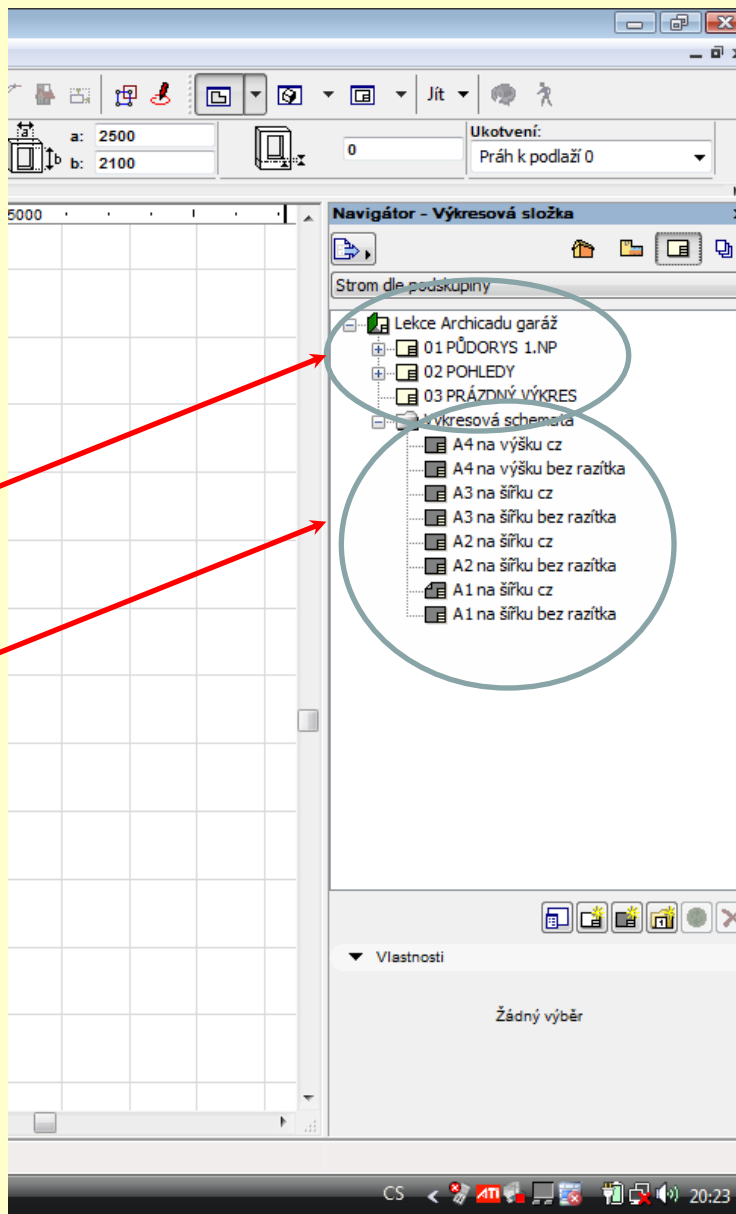 Jít
a: 2500
b: 2100
0
Ukotvení:
Práh k podlaží 0
5000
Navigátor - Výkresová složka
Strom dle podskupiny
Lekce Archicadu garáž
01 PŮDORYS 1.NP
02 POHLEDY
03 PRÁZDNÝ VÝKRES
Výkresová schemata
A4 na výšku cz
A4 na výšku bez razítka
A3 na šířku cz
A3 na šířku bez razítka
A2 na šířku cz
A2 na šířku bez razítka
A1 na šířku cz
A1 na šířku bez razítka
Vlastnosti
Žádný výběr
CS ATI 20:23